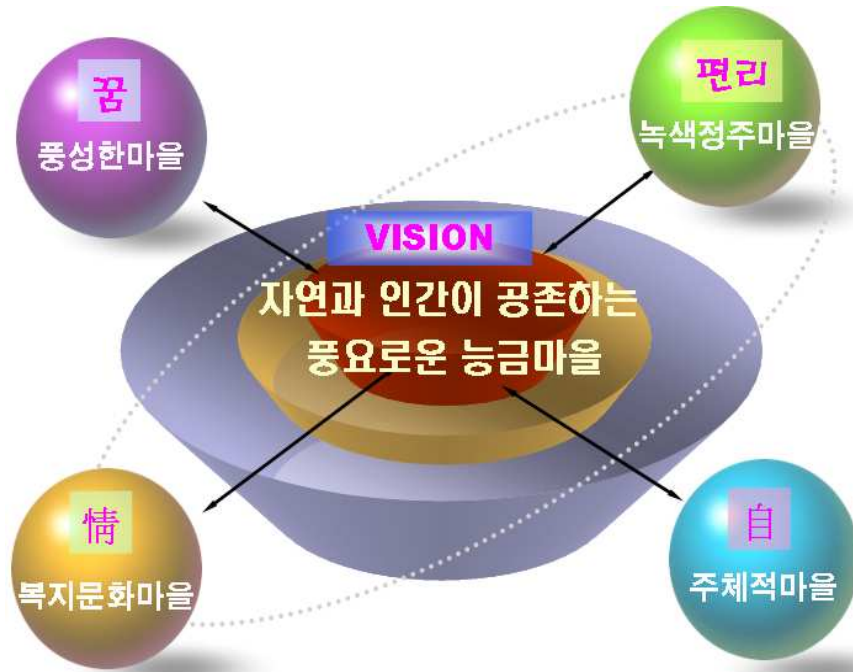 꿈
풍성한마을
편리
녹색정주마을
VISION
자연과 인간이 공존하는
풍요로운 능금마을
情
복지문화마을
自
주체적마을